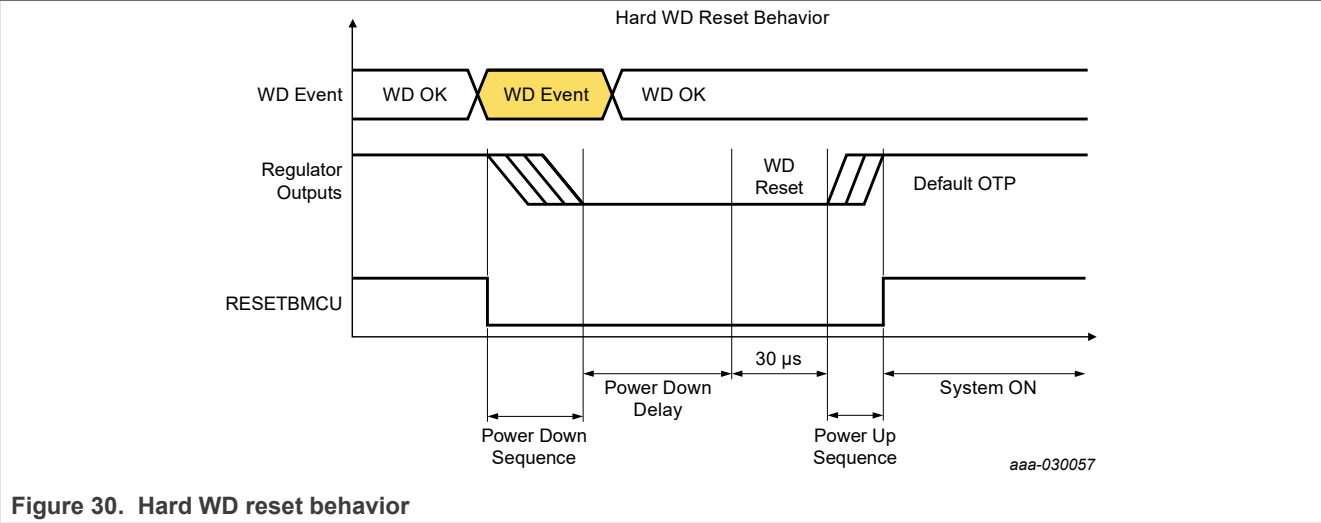 Hard WD Reset Behavior
WD Event
WD OK
WD Event
WD OK
Regulator
Outputs
WD
Reset
Default OTP
RESETBMCU
30 µs
Power Down
Delay
System ON
Power Down
Sequence
Power Up
Sequence
aaa-030057
Figure 30. Hard WD reset behavior